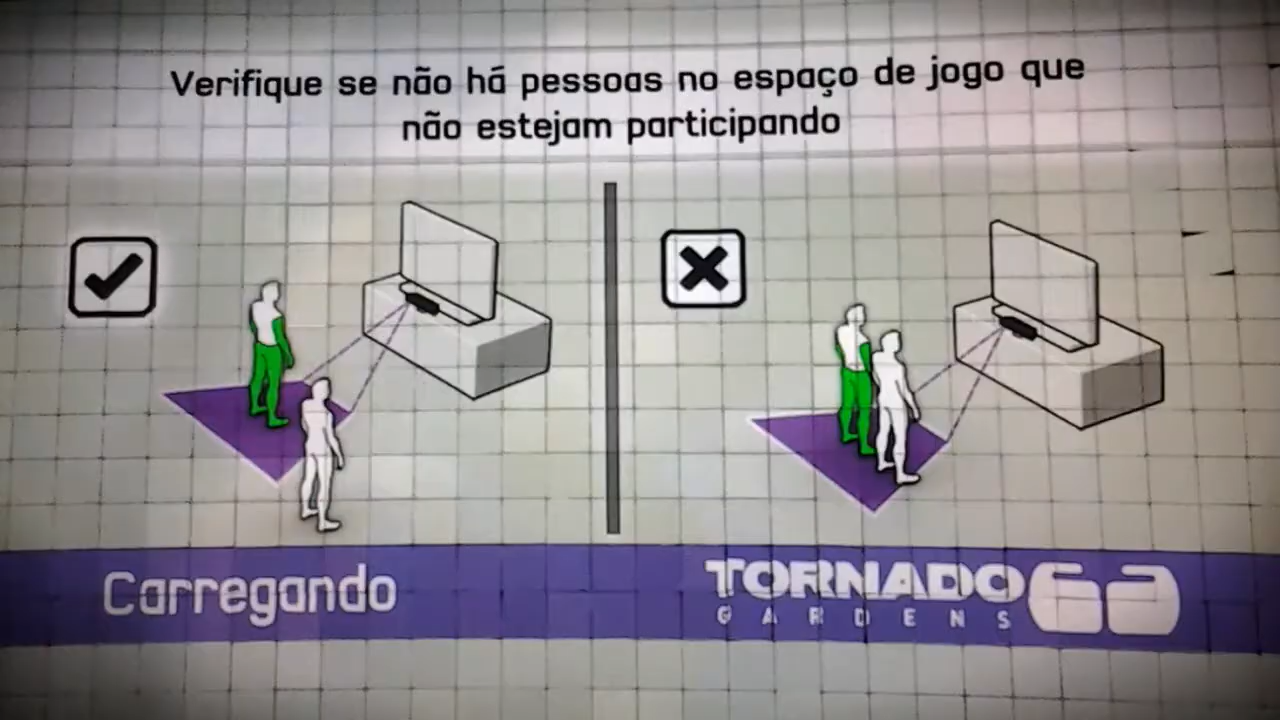 Verifique se não há pessoas no espaço de jogo que
não estejam participando
Carregando
TORNADO
GARDENS